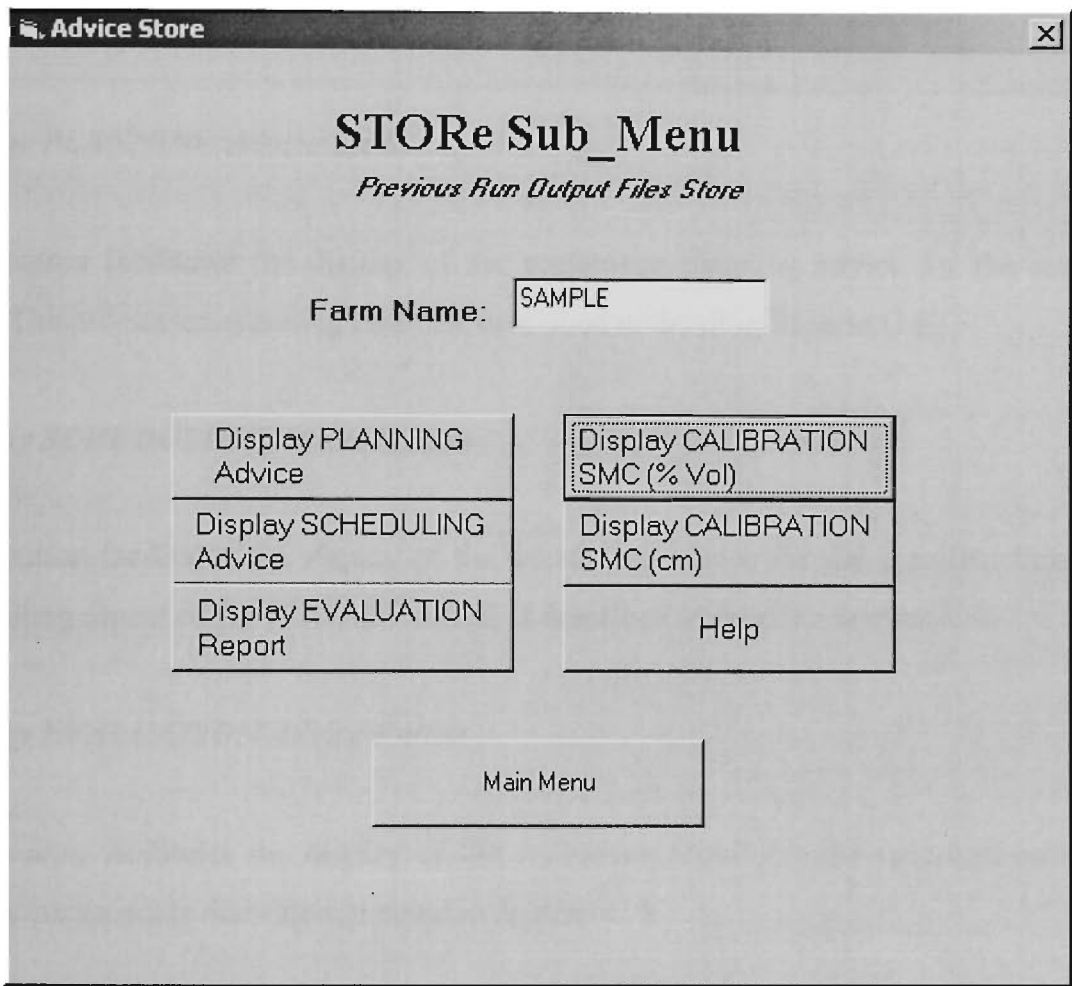 Advice Store
STORe Sub_Menu
Previous Run Output Files Store
Farm Name: SAMPLE
Display PLANNING
Advice
Display CALIBRATION
SMC (% Vol)
Display SCHEDULING
Advice
Display CALIBRATION
SMC (cm)
Display EVALUATION
Report
Help
Main Menu